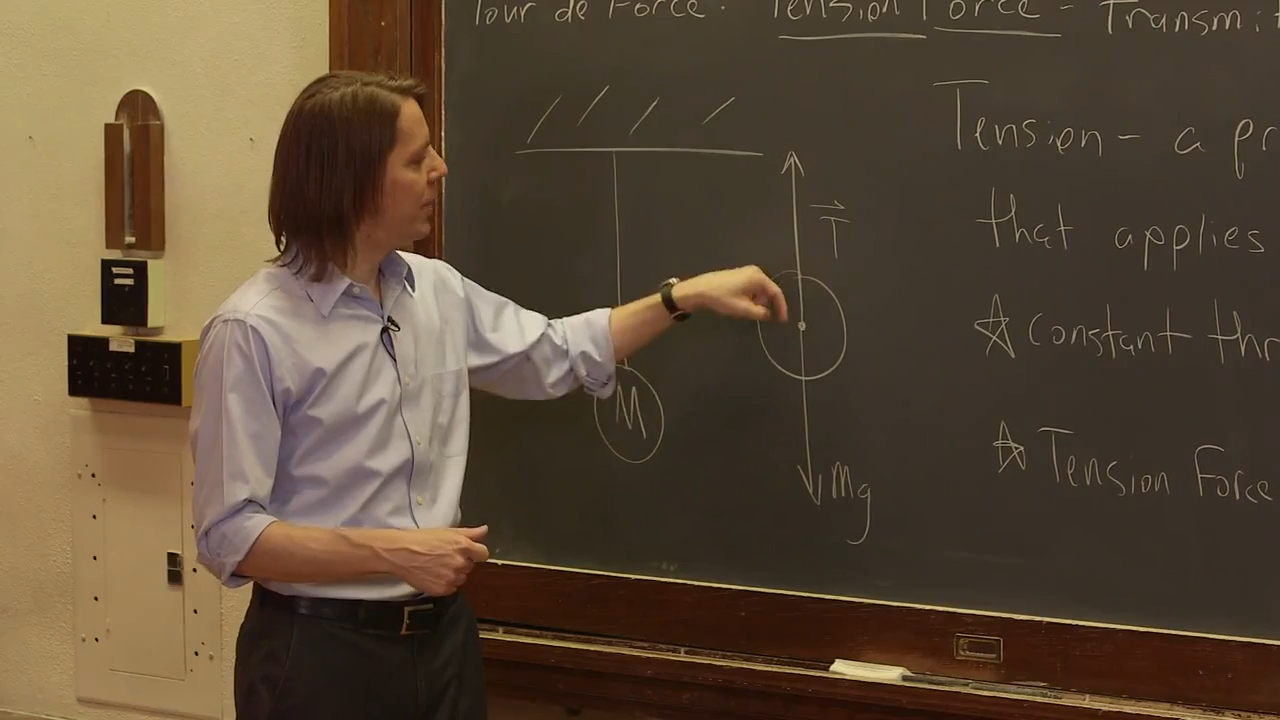 Tour de Force: Tension Force - Transmi
Tension - a pr
that applies
T
☆ constant thr
M
☆ Tension Force
Mg